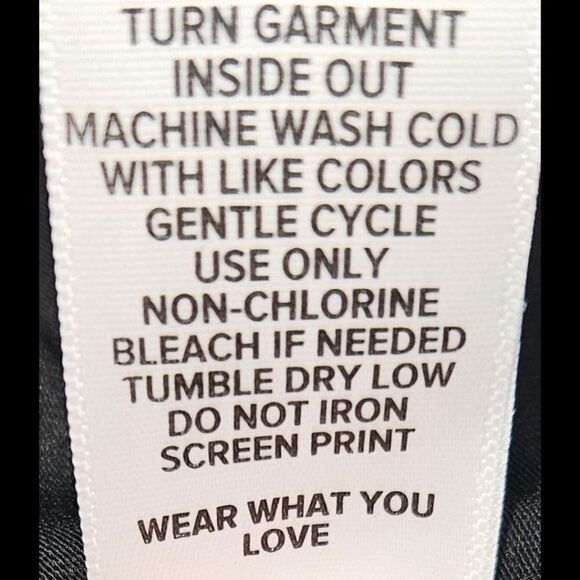 TURN GARMENT
INSIDE OUT
MACHINE WASH COLD
WITH LIKE COLORS
GENTLE CYCLE
USE ONLY
NON-CHLORINE
BLEACH IF NEEDED
TUMBLE DRY LOW
DO NOT IRON
SCREEN PRINT
WEAR WHAT YOU
LOVE